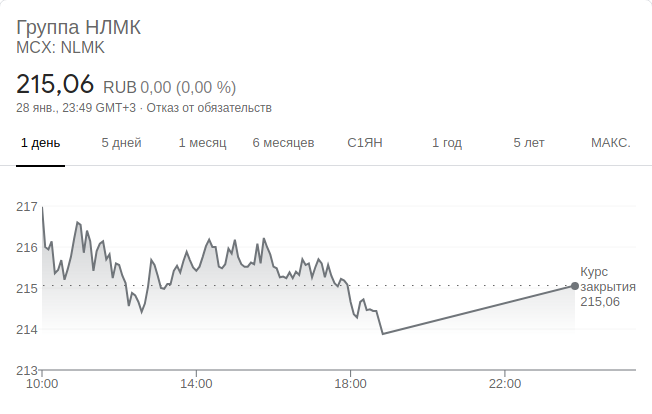 Группа НЛМК
MCX: NLMK
215,06 RUB 0,00 (0,00 %)
28 янв., 23:49 GMT+3 · Отказ от обязательств
1 день 5 дней 1 месяц 6 месяцев С1ЯН 1 год 5 лет МАКС.
217
216
215
214
213
Курс
закрытия
215,06
10:00 14:00 18:00 22:00